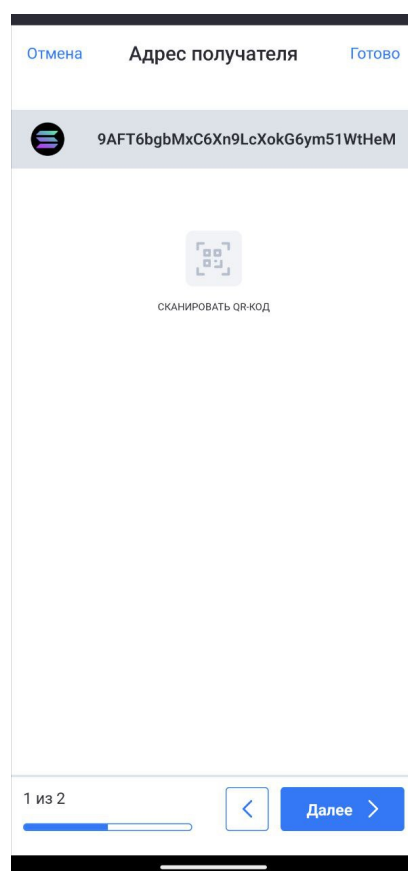 Отмена Адрес получателя Готово
9AFT6bgbMxC6Xn9LcXokG6ym51WtHeM
СКАНИРОВАТЬ QR-КОД
1 из 2
Далее